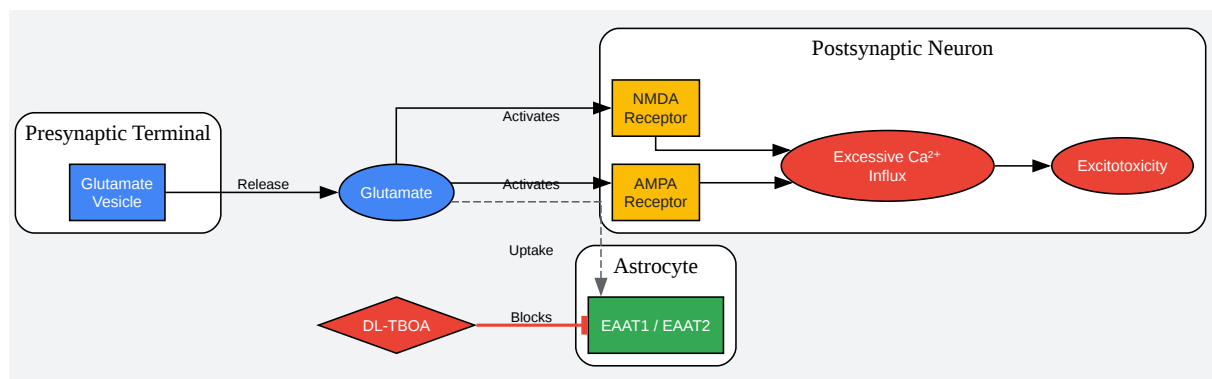 Postsynaptic Neuron
Presynaptic Terminal
Glutamate
Vesicle
Release
Glutamate
Activates
Activates
NMDA
Receptor
AMPA
Receptor
Excessive Ca²⁺
Influx
Excitotoxicity
Uptake
Astrocyte
DL-TBOA
Blocks
EAAT1 / EAAT2